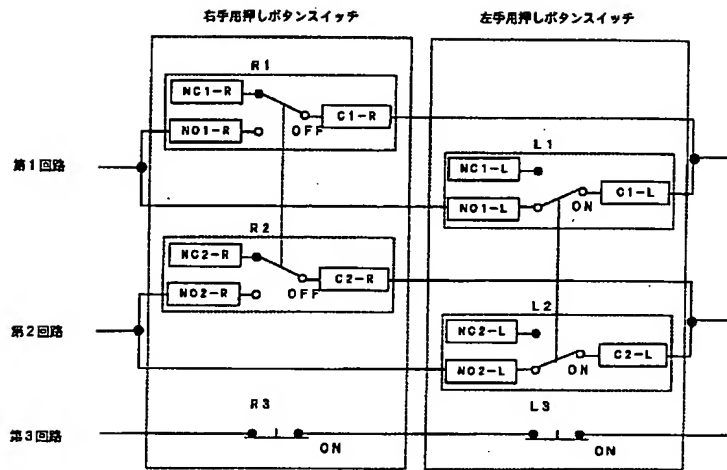 右手用押しボタンスイッチ 左手用押しボタンスイッチ
R1
NC1-R
NO1-R
OFF
C1-R
第1回路
L1
NC1-L
NO1-L
ON
C1-L
R2
NC2-R
NO2-R
OFF
C2-R
第2回路
L2
NC2-L
NO2-L
ON
C2-L
第3回路
R3
ON
L3
ON